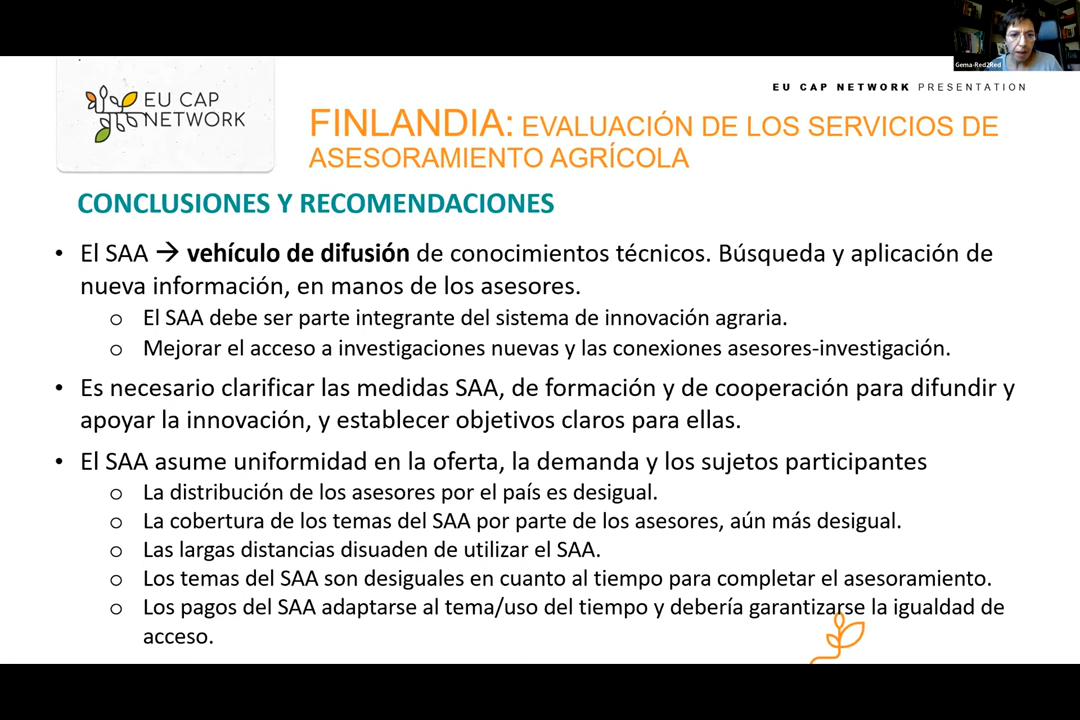 Gema-Red2Red
EU CAP NETWORK PRESENTATION
EU CAP
NETWORK
FINLANDIA: EVALUACIÓN DE LOS SERVICIOS DE
ASESORAMIENTO AGRÍCOLA
CONCLUSIONES Y RECOMENDACIONES
• El SAA → vehículo de difusión de conocimientos técnicos. Búsqueda y aplicación de
nueva información, en manos de los asesores.
o El SAA debe ser parte integrante del sistema de innovación agraria.
o Mejorar el acceso a investigaciones nuevas y las conexiones asesores-investigación.
• Es necesario clarificar las medidas SAA, de formación y de cooperación para difundir y
apoyar la innovación, y establecer objetivos claros para ellas.
• El SAA asume uniformidad en la oferta, la demanda y los sujetos participantes
o La distribución de los asesores por el país es desigual.
o La cobertura de los temas del SAA por parte de los asesores, aún más desigual.
o Las largas distancias disuaden de utilizar el SAA.
o Los temas del SAA son desiguales en cuanto al tiempo para completar el asesoramiento.
o Los pagos del SAA adaptarse al tema/uso del tiempo y debería garantizarse la igualdad de
acceso.